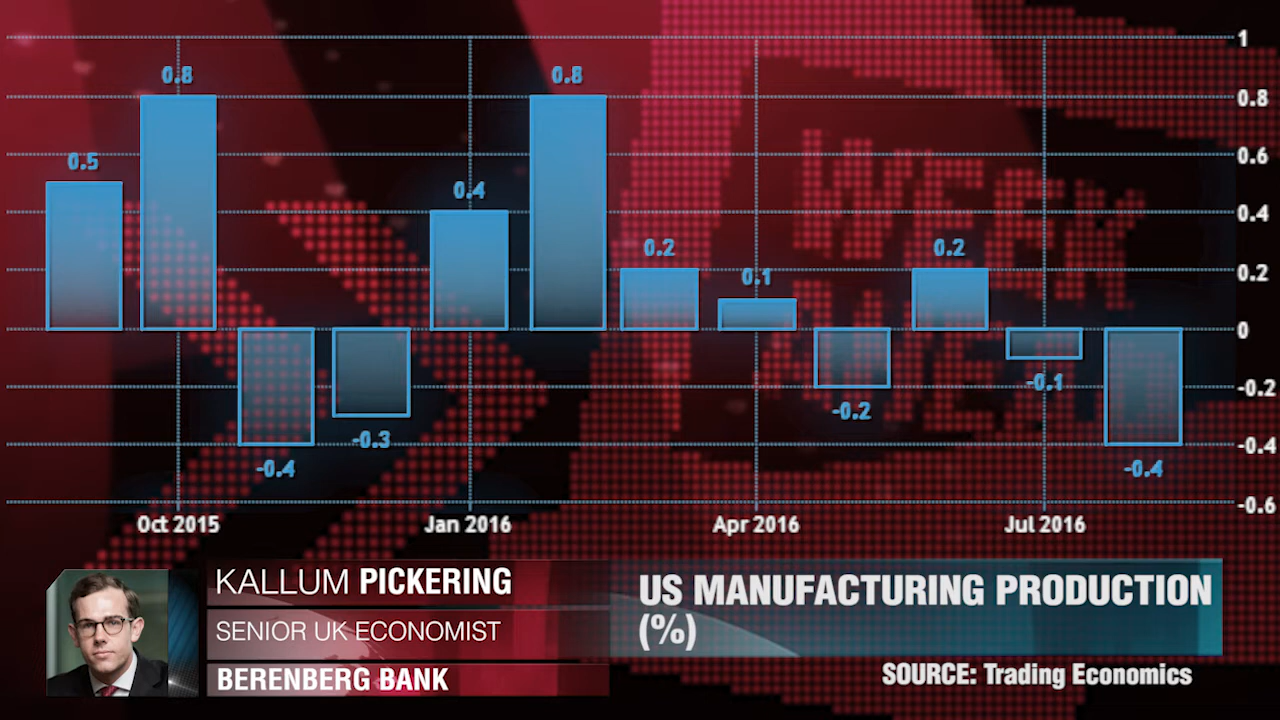 1
0.8
0.8
0.8
0.5
0.6
0.4
0.4
0.2
0.2
0.2
0.1
0
-0.1
-0.2
-0.2
-0.3
-0.4
-0.4
-0.4
-0.6
Oct 2015
Jan 2016
Apr 2016
Jul 2016
KALLUM PICKERING
SENIOR UK ECONOMIST
BERENBERG BANK
US MANUFACTURING PRODUCTION
(%)
SOURCE: Trading Economics